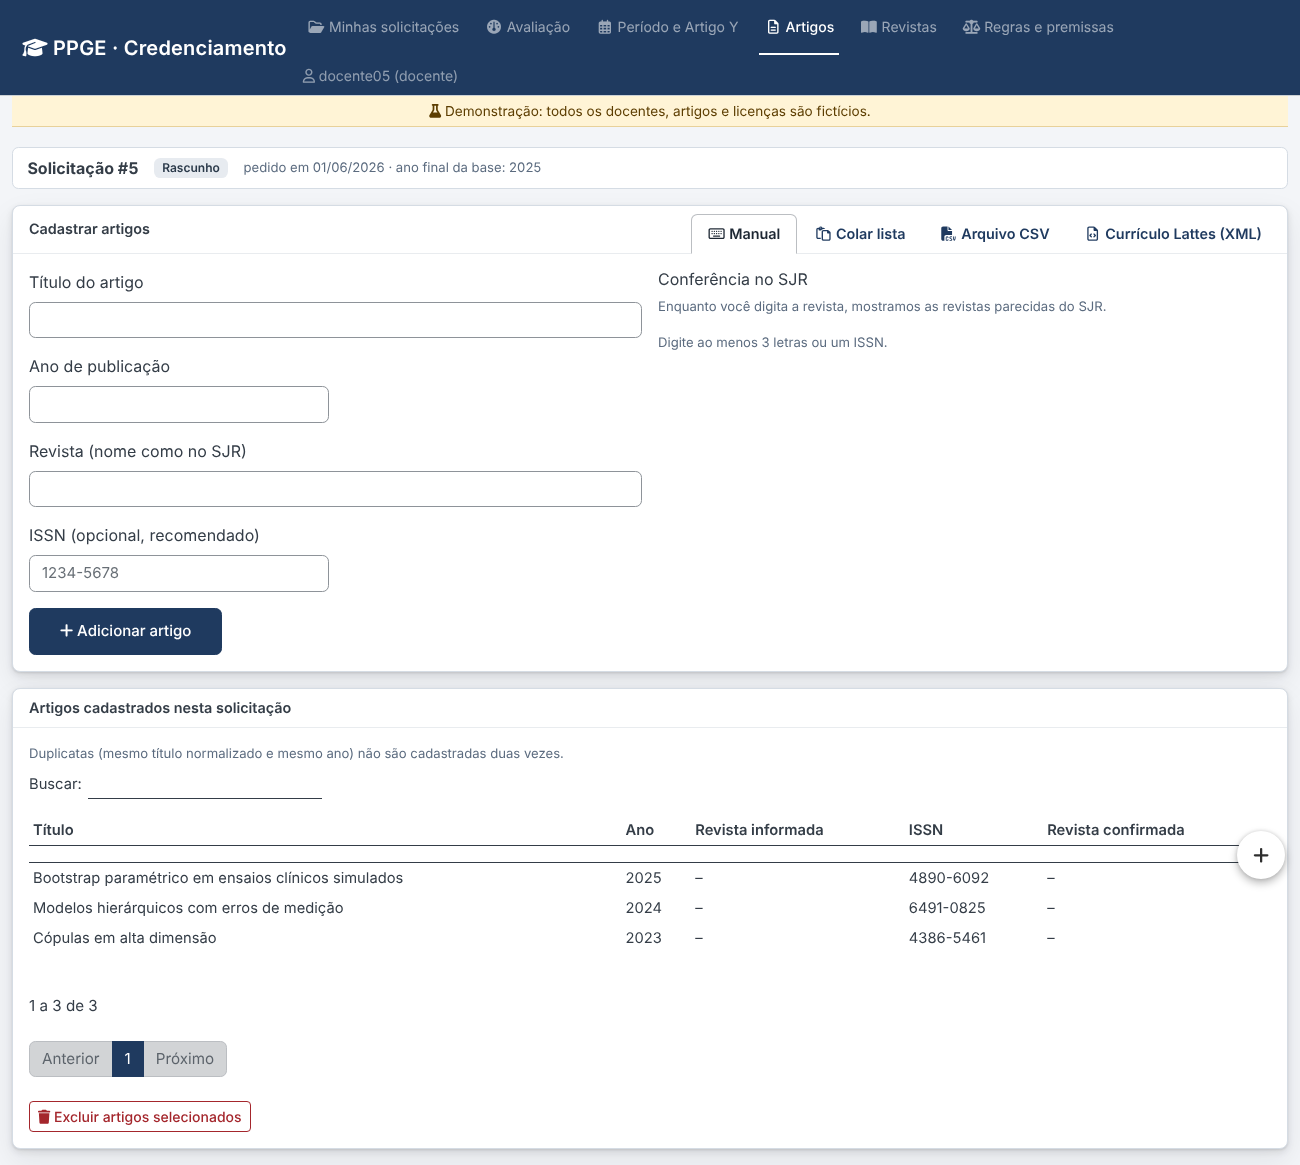 PPGE · Credenciamento
Minhas solicitações
Avaliação
Período e Artigo Y
Artigos
Revistas
Regras e premissas
docente05 (docente)
Demonstração: todos os docentes, artigos e licenças são fictícios.
Solicitação #5 Rascunho pedido em 01/06/2026 · ano final da base: 2025
Cadastrar artigos
Manual
Colar lista
Arquivo CSV
Currículo Lattes (XML)
Título do artigo
Ano de publicação
Revista (nome como no SJR)
ISSN (opcional, recomendado)
1234-5678
+ Adicionar artigo
Conferência no SJR
Enquanto você digita a revista, mostramos as revistas parecidas do SJR.
Digite ao menos 3 letras ou um ISSN.
Artigos cadastrados nesta solicitação
Duplicatas (mesmo título normalizado e mesmo ano) não são cadastradas duas vezes.
Buscar:
Título Ano Revista informada ISSN Revista confirmada
+
Bootstrap paramétrico em ensaios clínicos simulados 2025 – 4890-6092 –
Modelos hierárquicos com erros de medição 2024 – 6491-0825 –
Cópulas em alta dimensão 2023 – 4386-5461 –
1 a 3 de 3
Anterior 1 Próximo
Excluir artigos selecionados